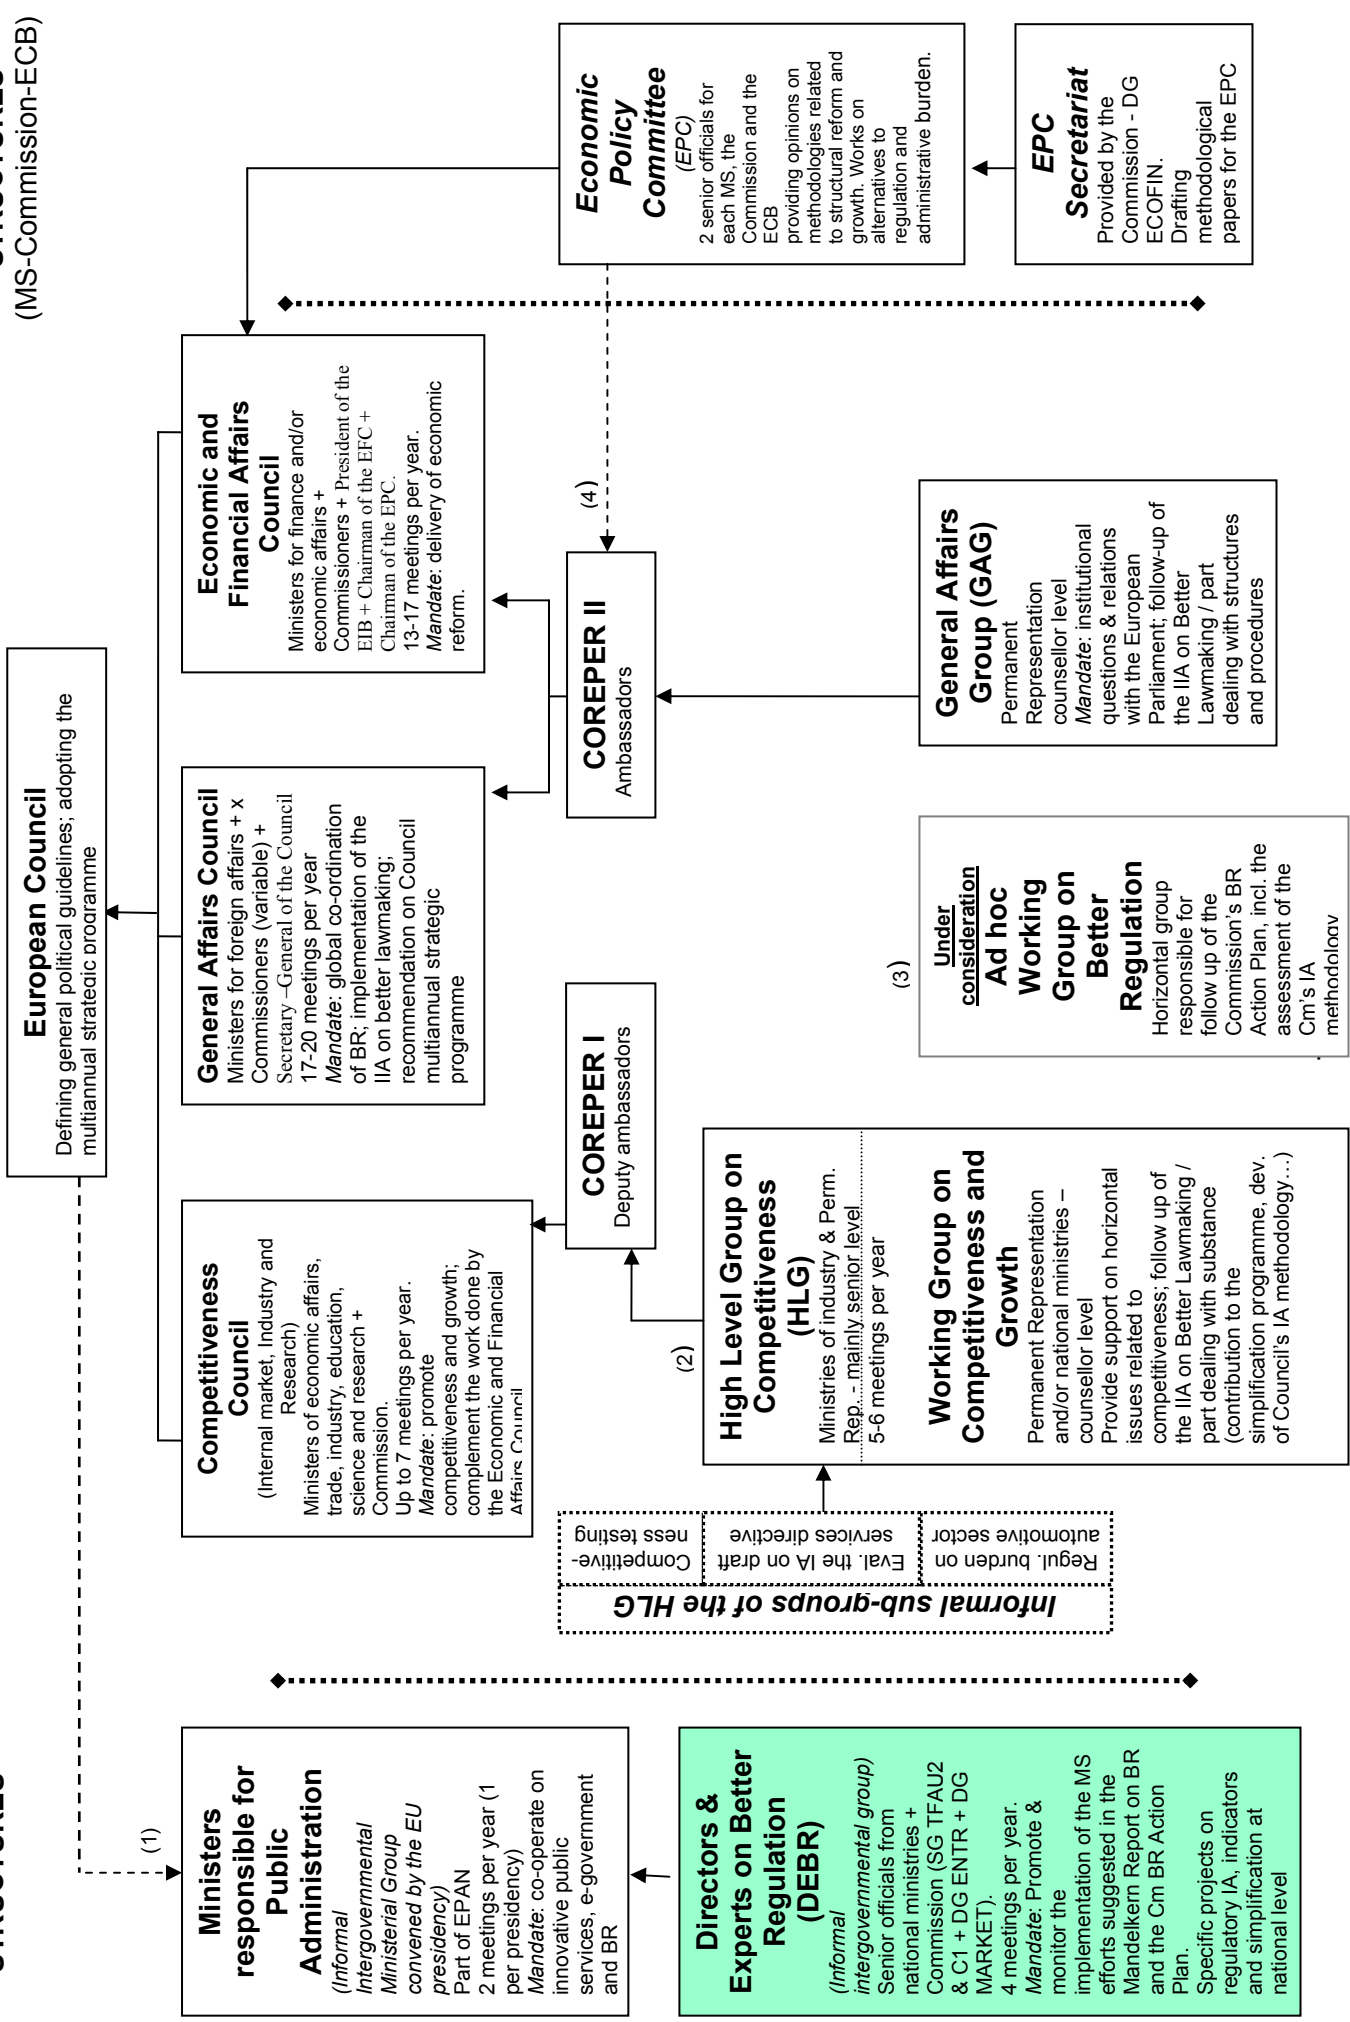 (MS-Commission-ECB)
European Council
Defining general political guidelines; adopting the
multiannual strategic programme
(1)
Ministers
responsible for
Public
Administration
(Informal
Intergovernmental
Ministerial Group
convened by the EU
presidency)
Part of EPAN
2 meetings per year (1
per presidency)
Mandate: co-operate on
innovative public
services, e-government
and BR
Competitiveness
Council
(Internal market, Industry and
Research)
Ministers of economic affairs,
trade, industry, education,
science and research +
Commission.
Up to 7 meetings per year.
Mandate: promote
competitiveness and growth;
complement the work done by
the Economic and Financial
Affairs Council
General Affairs Council
Ministers for foreign affairs + x
Commissioners (variable) +
Secretary –General of the Council
17-20 meetings per year
Mandate: global co-ordination
of BR; implementation of the
IIA on better lawmaking;
recommendation on Council
multiannual strategic
programme
Economic and
Financial Affairs
Council
Ministers for finance and/or
economic affairs +
Commissioners + President of the
EIB + Chairman of the EFC +
Chairman of the EPC.
13-17 meetings per year.
Mandate: delivery of economic
reform.
COREPER I
Deputy ambassadors
COREPER II
Ambassadors
(4)
Economic
Policy
Committee
(EPC)
2 senior officials for
each MS, the
Commission and the
ECB
providing opinions on
methodologies related
to structural reform and
growth. Works on
alternatives to
regulation and
administrative burden.
EPC
Secretariat
Provided by the
Commission - DG
ECOFIN.
Drafting
methodological
papers for the EPC
Directors &
Experts on Better
Regulation
(DEBR)
(Informal
intergovernmental group)
Senior officials from
national ministries +
Commission (SG TFAU2
& C1 + DG ENTR + DG
MARKET).
4 meetings per year.
Mandate: Promote &
monitor the
implementation of the MS
efforts suggested in the
Mandelkern Report on BR
and the Cm BR Action
Plan.
Specific projects on
regulatory IA, indicators
and simplification at
national level
Informal sub-groups of the HLG
Competitive-
ness testing
Eval. the IA on draft
services directive
Regul. burden on
automotive sector
(2)
High Level Group on
Competitiveness
(HLG)
Ministries of industry & Perm.
Rep. - mainly senior level
5-6 meetings per year
Working Group on
Competitiveness and
Growth
Permanent Representation
and/or national ministries –
counsellor level
Provide support on horizontal
issues related to
competitiveness; follow up of
the IIA on Better Lawmaking /
part dealing with substance
(contribution to the
simplification programme, dev.
of Council's IA methodology…)
(3)
Under
consideration
Ad hoc
Working
Group on
Better
Regulation
Horizontal group
responsible for
follow up of the
Commission's BR
Action Plan, incl. the
assessment of the
Cm's IA
methodology
General Affairs
Group (GAG)
Permanent
Representation
counsellor level
Mandate: institutional
questions & relations
with the European
Parliament; follow-up of
the IIA on Better
Lawmaking / part
dealing with structures
and procedures